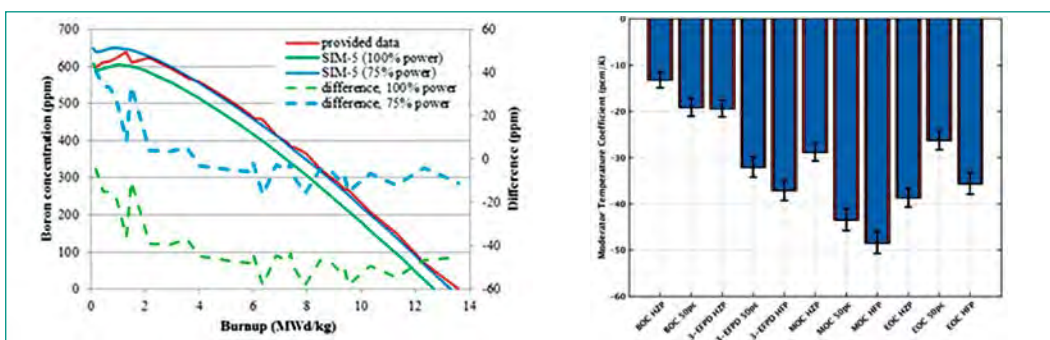 700
600
500
400
300
200
100
0
Boron concentration (ppm)
provided data
SIM-5 (100% power)
SIM-5 (75% power)
difference, 100% power
difference, 75% power
60
40
20
0
-20
-40
-60
Difference (ppm)
0 2 4 6 8 10 12 14
Burnup (MWd/kg)
0
-10
-20
-30
-40
-50
-60
Moderator Temperature Coefficient (pcm/K)
BOC HZP
BOC 50pc
3-EFPD HZP
3-EFPD 50pc
3-EFPD HFP
MOC HZP
MOC 50pc
MOC HFP
EOC HZP
EOC 50pc
EOC HFP